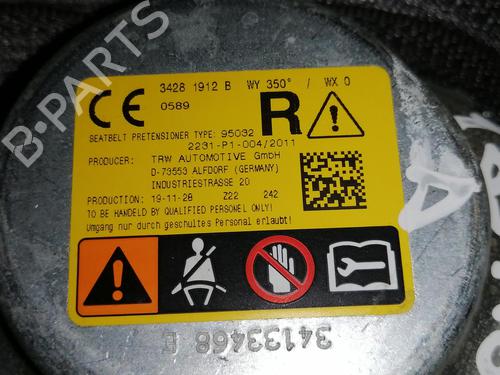 3428 1912 B WY 350° / WX 0
CE 0589 R
SEATBELT PRETENSIONER TYPE: 95032
2231-P1-004/2011
PRODUCER: TRW AUTOMOTIVE GmbH
D-73553 ALFDORF (GERMANY)
INDUSTRIESTRASSE 20
PRODUCTION: 19-11-28 Z22 242
TO BE HANDELD BY QUALIFIED PERSONEL ONLY!
Umgang nur durch geschultes Personal erlaubt!
34133468 E
B-PARTS